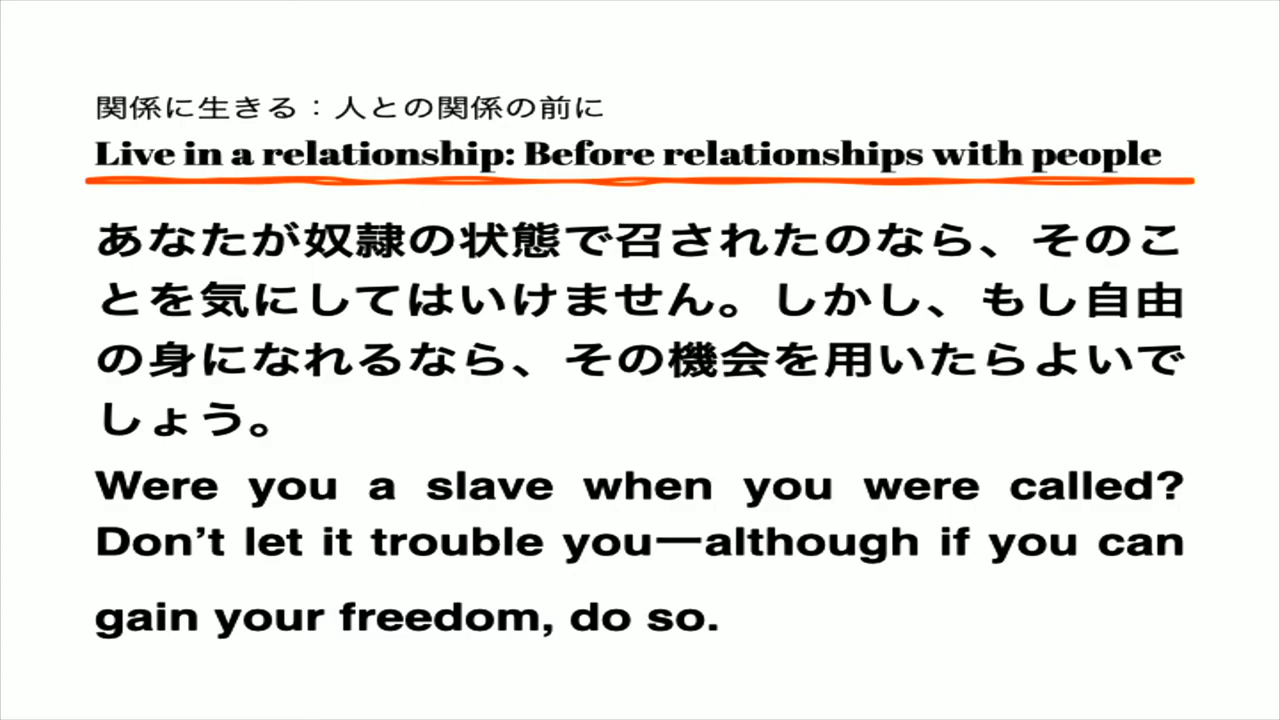 関係に生きる：人との関係の前に
Live in a relationship: Before relationships with people
あなたが奴隷の状態で召されたのなら、そのこ
とを気にしてはいけません。しかし、もし自由
の身になれるなら、その機会を用いたらよいで
しょう。
Were you a slave when you were called?
Don’t let it trouble you—although if you can
gain your freedom, do so.